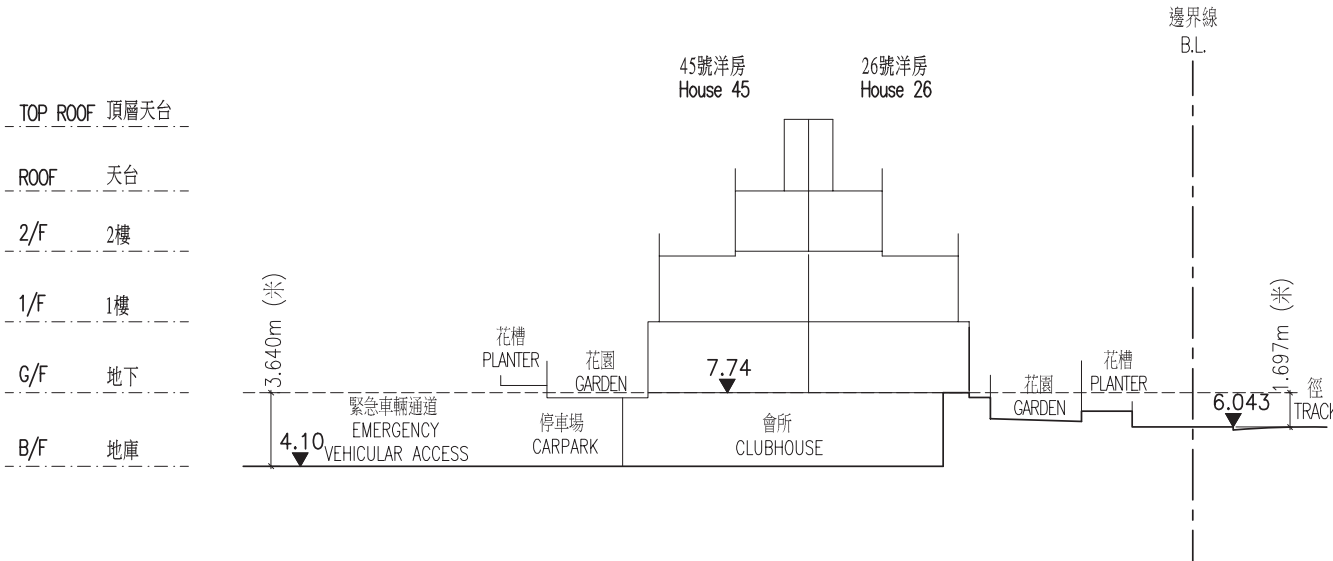 邊界線
B.L.
45號洋房
House 45
26號洋房
House 26
TOP ROOF 頂層天台
ROOF 天台
2/F 2樓
1/F 1樓
G/F 地下
B/F 地庫
3.640m (米)
花槽
PLANTER
花園
GARDEN
7.74
緊急車輛通道
EMERGENCY
VEHICULAR ACCESS
4.10
停車場
CARPARK
會所
CLUBHOUSE
花園
GARDEN
花槽
PLANTER
6.043
1.697m (米)
徑
TRACK